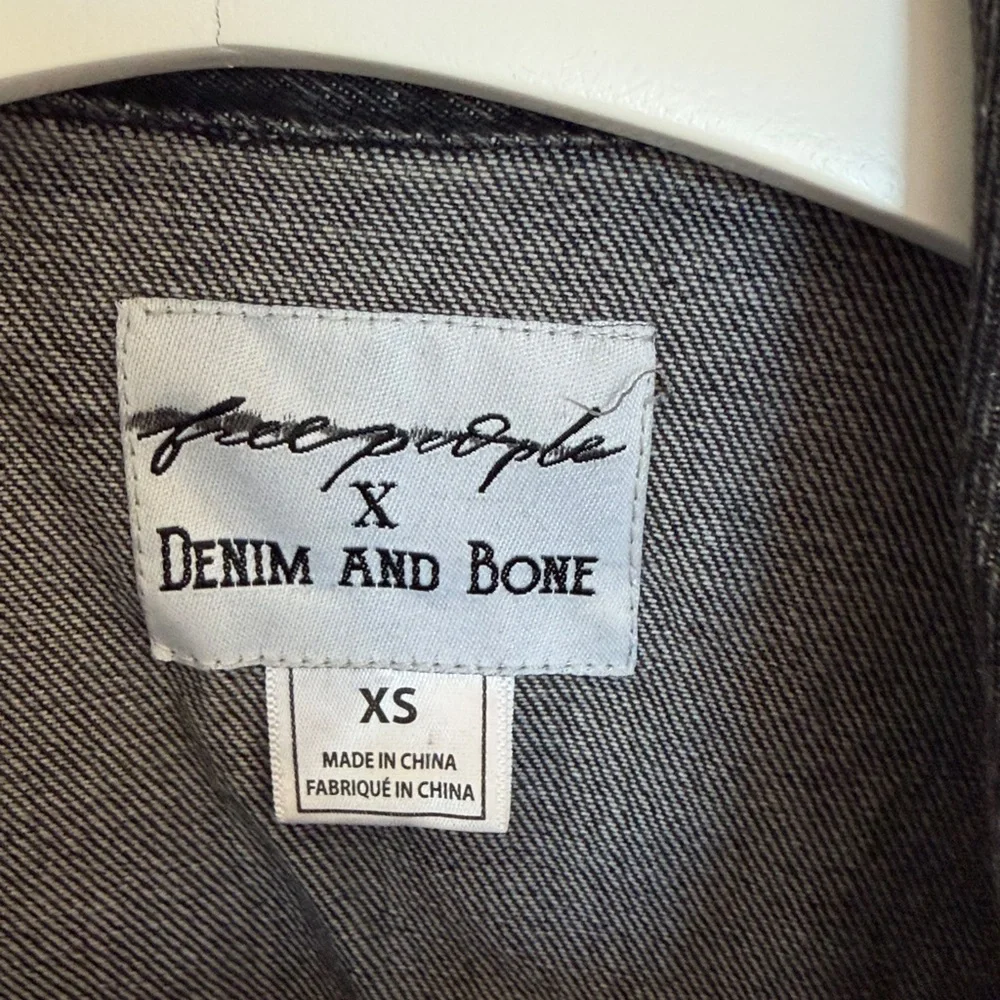 free people
X
DENIM AND BONE
XS
MADE IN CHINA
FABRIQUÉ IN CHINA